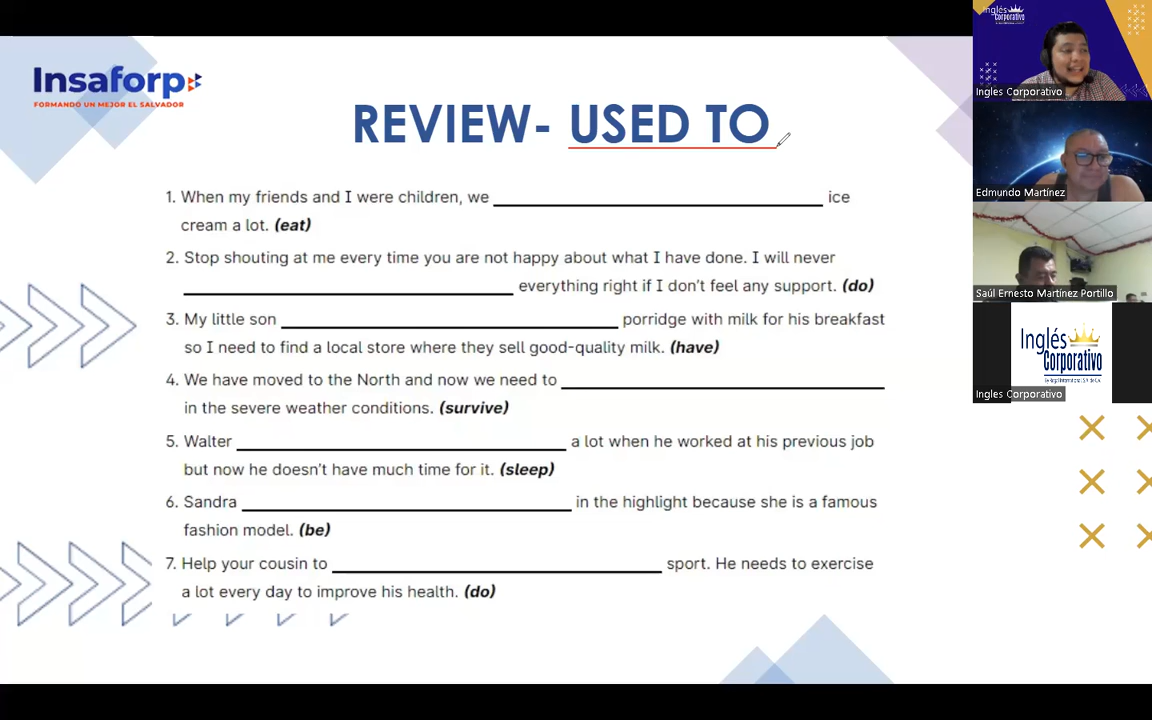 Insaforp
FORMANDO UN MEJOR EL SALVADOR
REVIEW- USED TO
1. When my friends and I were children, we ice
cream a lot. (eat)
2. Stop shouting at me every time you are not happy about what I have done. I will never
everything right if I don't feel any support. (do)
3. My little son porridge with milk for his breakfast
so I need to find a local store where they sell good-quality milk. (have)
4. We have moved to the North and now we need to
in the severe weather conditions. (survive)
5. Walter a lot when he worked at his previous job
but now he doesn't have much time for it. (sleep)
6. Sandra in the highlight because she is a famous
fashion model. (be)
7. Help your cousin to sport. He needs to exercise
a lot every day to improve his health. (do)
Inglés
Corporativo
Ingles Corporativo
Edmundo Martínez
Saúl Ernesto Martínez Portillo
Inglés
Corporativo
Ingles Corporativo